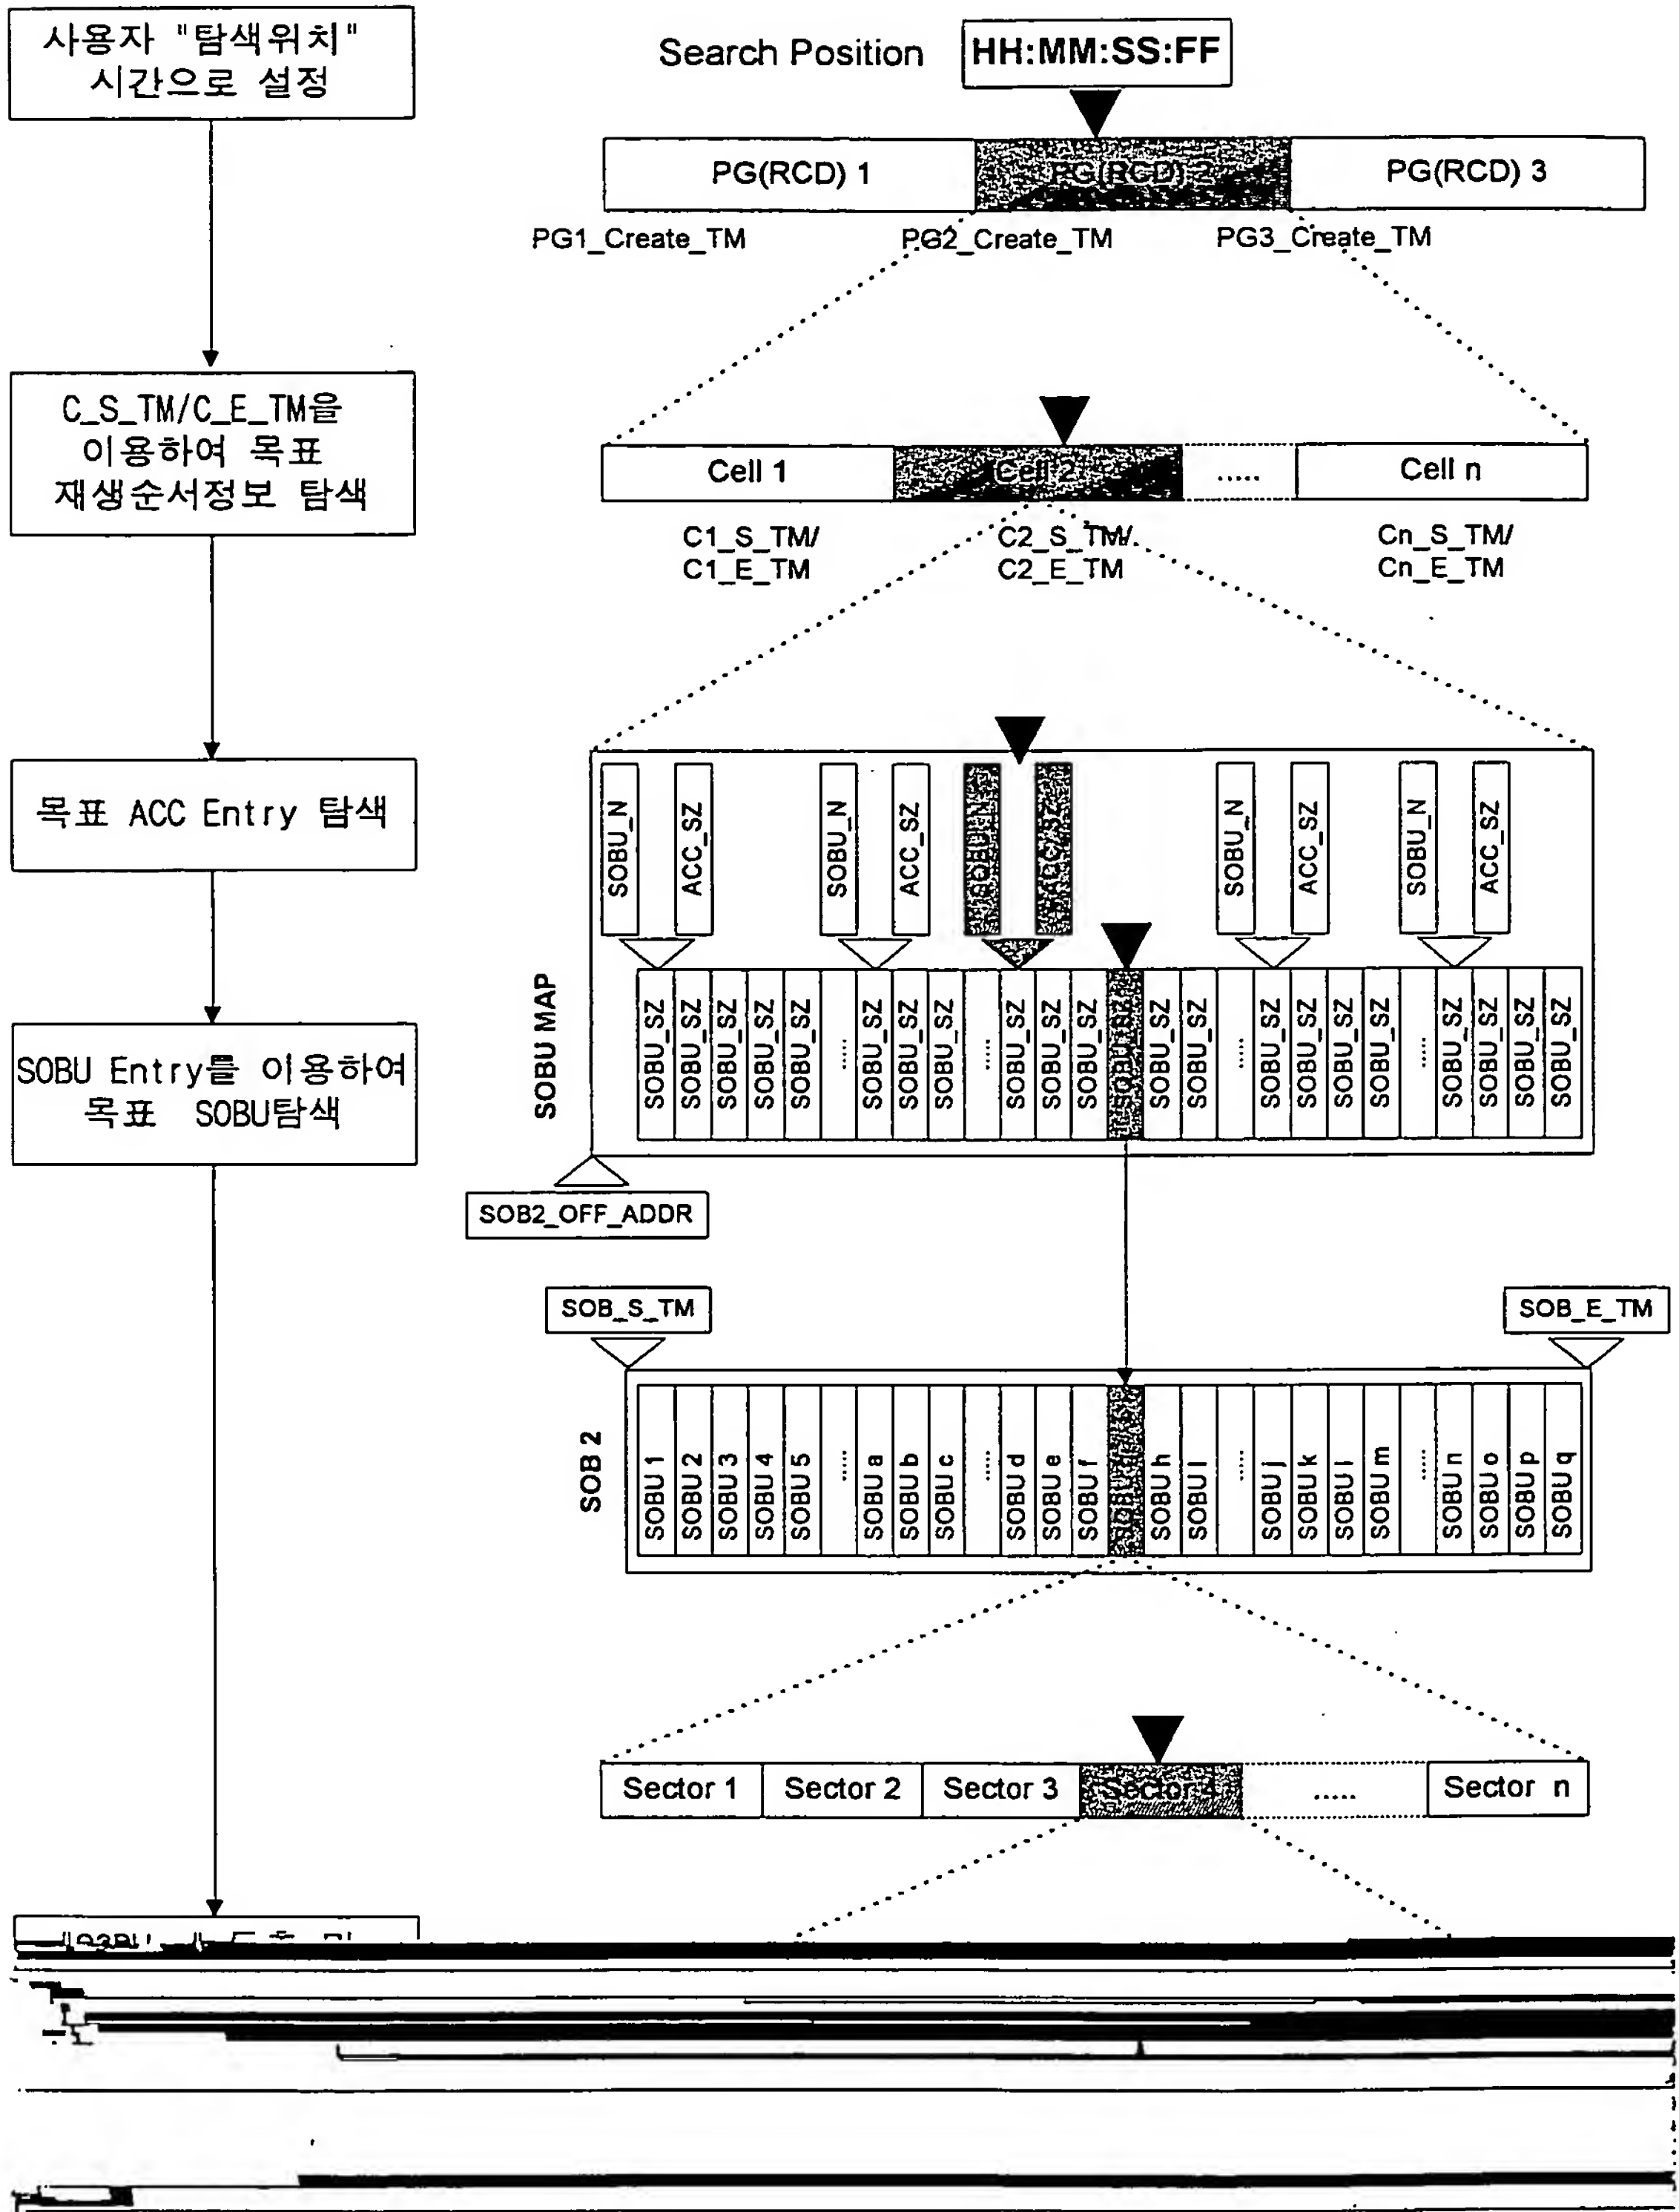 사용자 "탐색위치"
시간으로 설정
Search Position
HH:MM:SS:FF
PG(RCD) 1
PG(RCD) 2
PG(RCD) 3
PG1_Create_TM
PG2_Create_TM
PG3_Create_TM
C_S_TM/C_E_TM을
이용하여 목표
재생순서정보 탐색
Cell 1
Cell 2
.....
Cell n
C1_S_TM/
C1_E_TM
C2_S_TM/
C2_E_TM
Cn_S_TM/
Cn_E_TM
목표 ACC Entry 탐색
SOBU_N
ACC_SZ
SOBU_N
ACC_SZ
SOBU_N
ACC_SZ
SOBU_N
ACC_SZ
SOBU_N
ACC_SZ
SOBU Entry를 이용하여
목표 SOBU탐색
SOBU MAP
SOBU_SZ
SOBU_SZ
SOBU_SZ
SOBU_SZ
SOBU_SZ
.....
SOBU_SZ
SOBU_SZ
SOBU_SZ
.....
SOBU_SZ
SOBU_SZ
SOBU_SZ
SOBU_SZ
SOBU_SZ
SOBU_SZ
.....
SOBU_SZ
SOBU_SZ
SOBU_SZ
SOBU_SZ
.....
SOBU_SZ
SOBU_SZ
SOBU_SZ
SOBU_SZ
SOB2_OFF_ADDR
SOB_S_TM
SOB_E_TM
SOB 2
SOBU 1
SOBU 2
SOBU 3
SOBU 4
SOBU 5
.....
SOBU a
SOBU b
SOBU c
.....
SOBU d
SOBU e
SOBU f
SOBU g
SOBU h
SOBU I
.....
SOBU j
SOBU k
SOBU l
SOBU m
.....
SOBU n
SOBU o
SOBU p
SOBU q
Sector 1
Sector 2
Sector 3
Sector 4
.....
Sector n